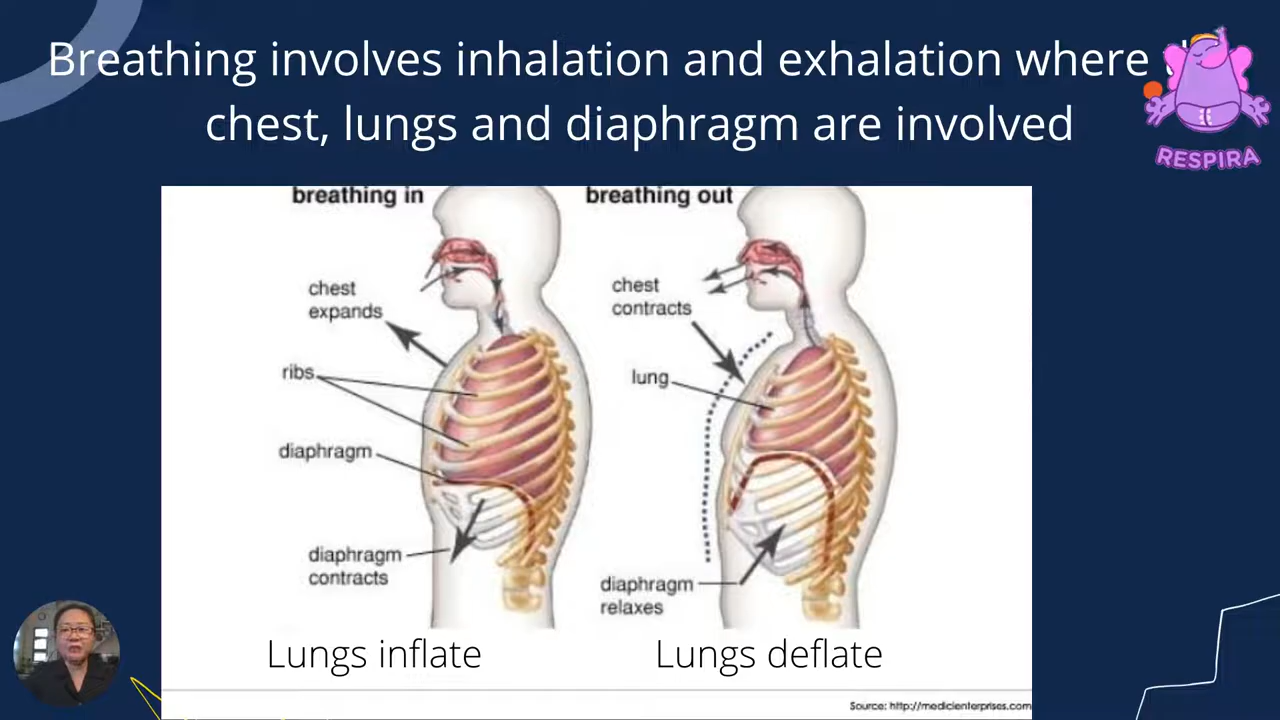 Breathing involves inhalation and exhalation where
chest, lungs and diaphragm are involved
RESPIRA
breathing in
breathing out
chest
expands
chest
contracts
ribs
lung
diaphragm
diaphragm
contracts
diaphragm
relaxes
Lungs inflate
Lungs deflate
Source: http://medicienterprises.com